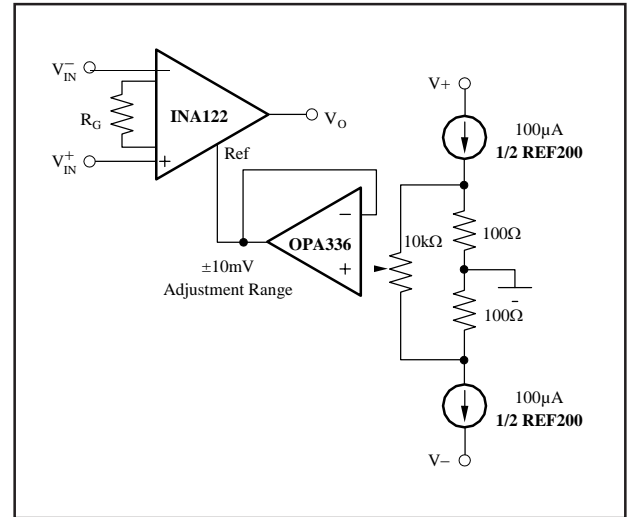 V−IN
RG
V+IN
−
+
INA122
VO
Ref
−
+
OPA336
±10mV
Adjustment Range
V+
100µA
1/2 REF200
10kΩ
100Ω
100Ω
100µA
1/2 REF200
V−